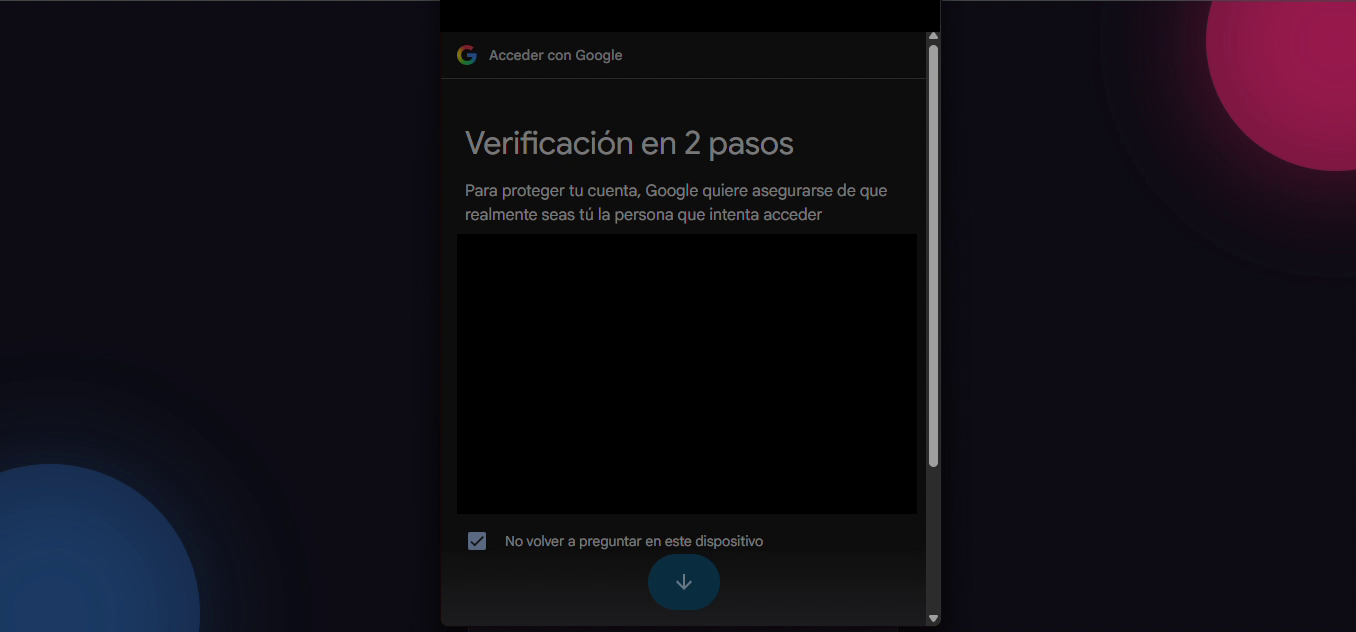 Acceder con Google
Verificación en 2 pasos
Para proteger tu cuenta, Google quiere asegurarse de que
realmente seas tú la persona que intenta acceder
No volver a preguntar en este dispositivo